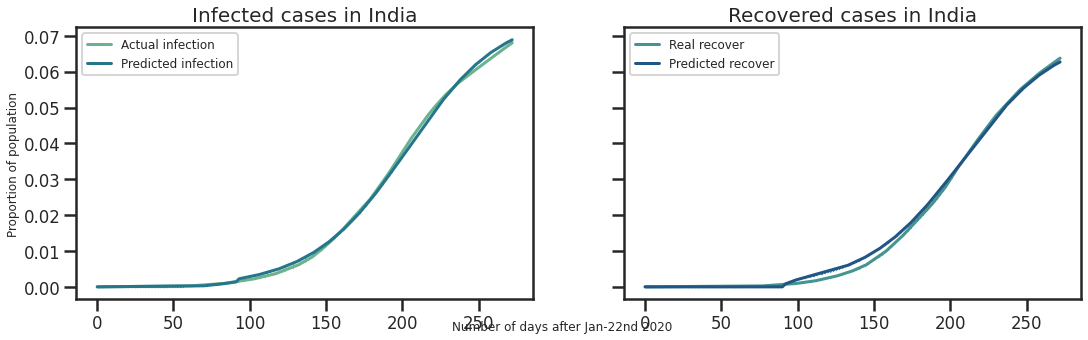 Infected cases in India
Actual infection
Predicted infection
Proportion of population
0.07
0.06
0.05
0.04
0.03
0.02
0.01
0.00
0 50 100 150 200 250
Recovered cases in India
Real recover
Predicted recover
0 50 100 150 200 250
Number of days after Jan-22nd 2020